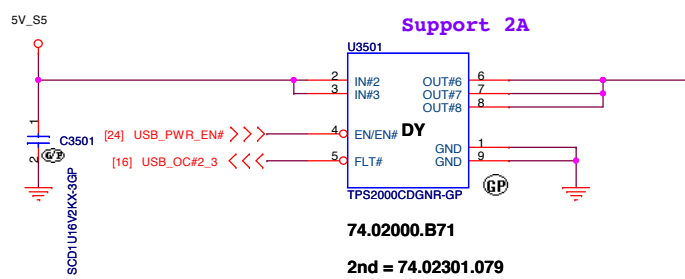 Support 2A
5V_S5
U3501
2 IN#2 OUT#6 6
3 IN#3 OUT#7 7
OUT#8 8
1
C3501
2
G/P
SCD1U16V2KX-3GP
[24] USB_PWR_EN# 4 EN/EN# DY
GND 1
[16] USB_OC#2_3 5 FLT# GND 9
TPS2000CDGNR-GP
GP
74.02000.B71
2nd = 74.02301.079